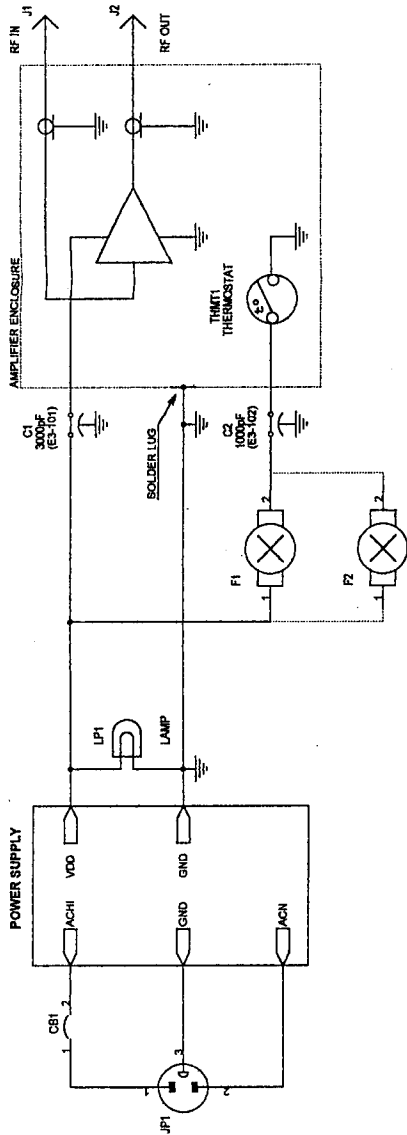 RF IN
J1
RF OUT
J2
AMPLIFIER ENCLOSURE
C1
3000pF
(E3-101)
SOLDER LUG
THMT1
THERMOSTAT
t°
C2
1000pF
(E3-102)
F1
1
2
F2
1
2
LP1
LAMP
POWER SUPPLY
VDD
GND
ACHI
GND
ACN
CB1
1
2
JP1
1
2
3